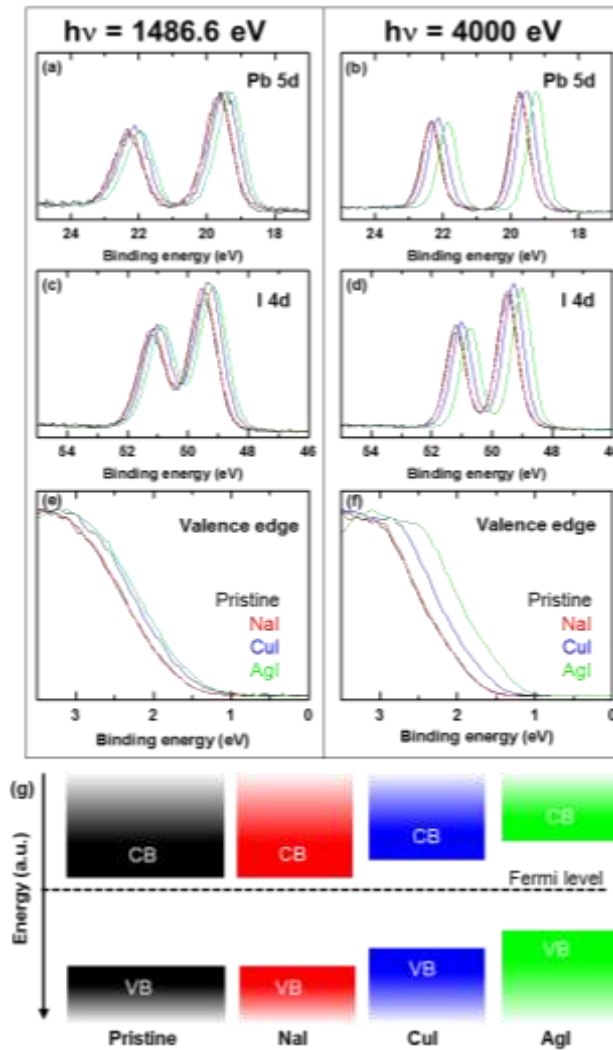 hν = 1486.6 eV
hν = 4000 eV
(a)
Pb 5d
24 22 20 18
Binding energy (eV)
(b)
Pb 5d
24 22 20 18
Binding energy (eV)
(c)
I 4d
54 52 50 48 46
Binding energy (eV)
(d)
I 4d
54 52 50 48 46
Binding energy (eV)
(e)
Valence edge
Pristine
NaI
CuI
AgI
3 2 1 0
Binding energy (eV)
(f)
Valence edge
Pristine
NaI
CuI
AgI
3 2 1 0
Binding energy (eV)
(g)
Energy (a.u.)
CB CB CB CB
Fermi level
VB VB VB VB
Pristine NaI CuI AgI